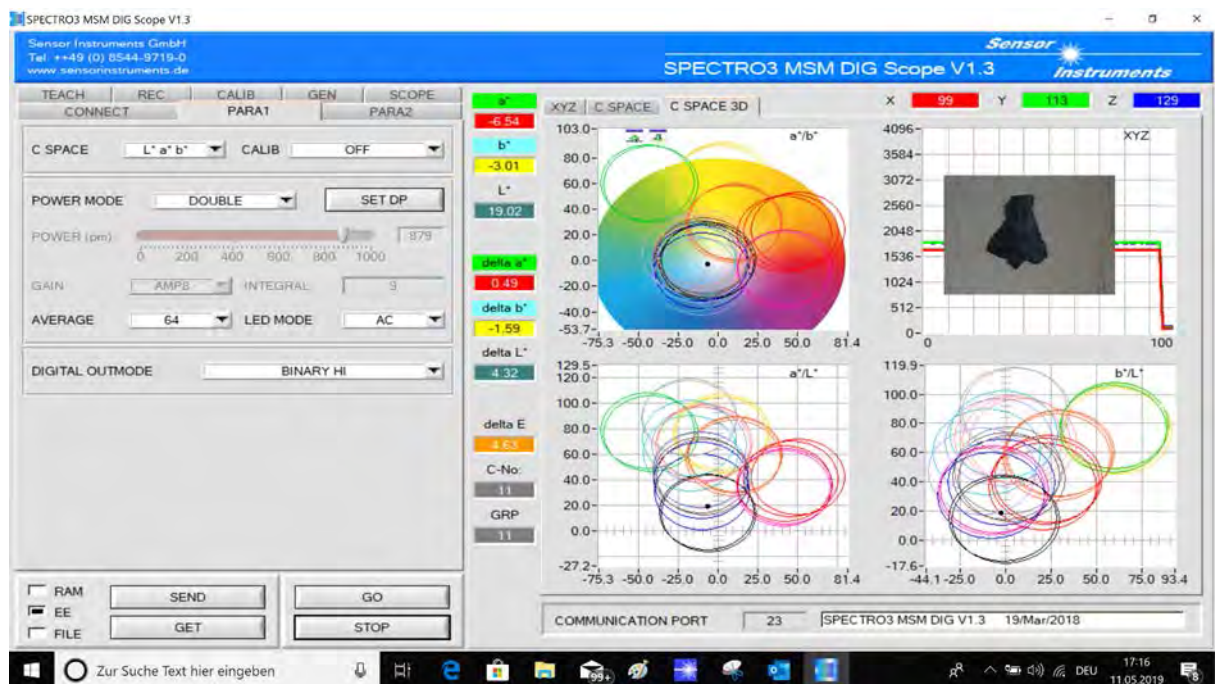 SPECTRO3 MSM DIG Scope V1.3
Sensor Instruments GmbH
Tel. ++49 (0) 8544-9719-0
www.sensorinstruments.de
Sensor
Instruments
SPECTRO3 MSM DIG Scope V1.3
TEACH REC CALIB GEN SCOPE
CONNECT PARA1 PARA2
C SPACE L* a* b* CALIB OFF
POWER MODE DOUBLE SET DP
POWER (pm) 879
0 200 400 600 800 1000
GAIN AMP8 INTEGRAL 9
AVERAGE 64 LED MODE AC
DIGITAL OUTMODE BINARY HI
RAM
EE
FILE
SEND GO
GET STOP
a*
-6.54
b*
-3.01
L*
19.02
delta a*
0.49
delta b*
-1.59
delta L*
4.32
delta E
4.63
C-No:
11
GRP
11
XYZ C SPACE C SPACE 3D
X 99 Y 113 Z 129
a*/b*
103.0
80.0
60.0
40.0
20.0
0.0
-20.0
-40.0
-53.7
-75.3 -50.0 -25.0 0.0 25.0 50.0 81.4
XYZ
4096
3584
3072
2560
2048
1536
1024
512
0
0 100
a*/L*
129.5
120.0
100.0
80.0
60.0
40.0
20.0
0.0
-27.2
-75.3 -50.0 -25.0 0.0 25.0 50.0 81.4
b*/L*
119.9
100.0
80.0
60.0
40.0
20.0
0.0
-17.6
-44.1 -25.0 0.0 25.0 50.0 75.0 93.4
COMMUNICATION PORT 23 SPECTRO3 MSM DIG V1.3 19/Mar/2018
Zur Suche Text hier eingeben
99+
DEU
17:16
11.05.2019
8